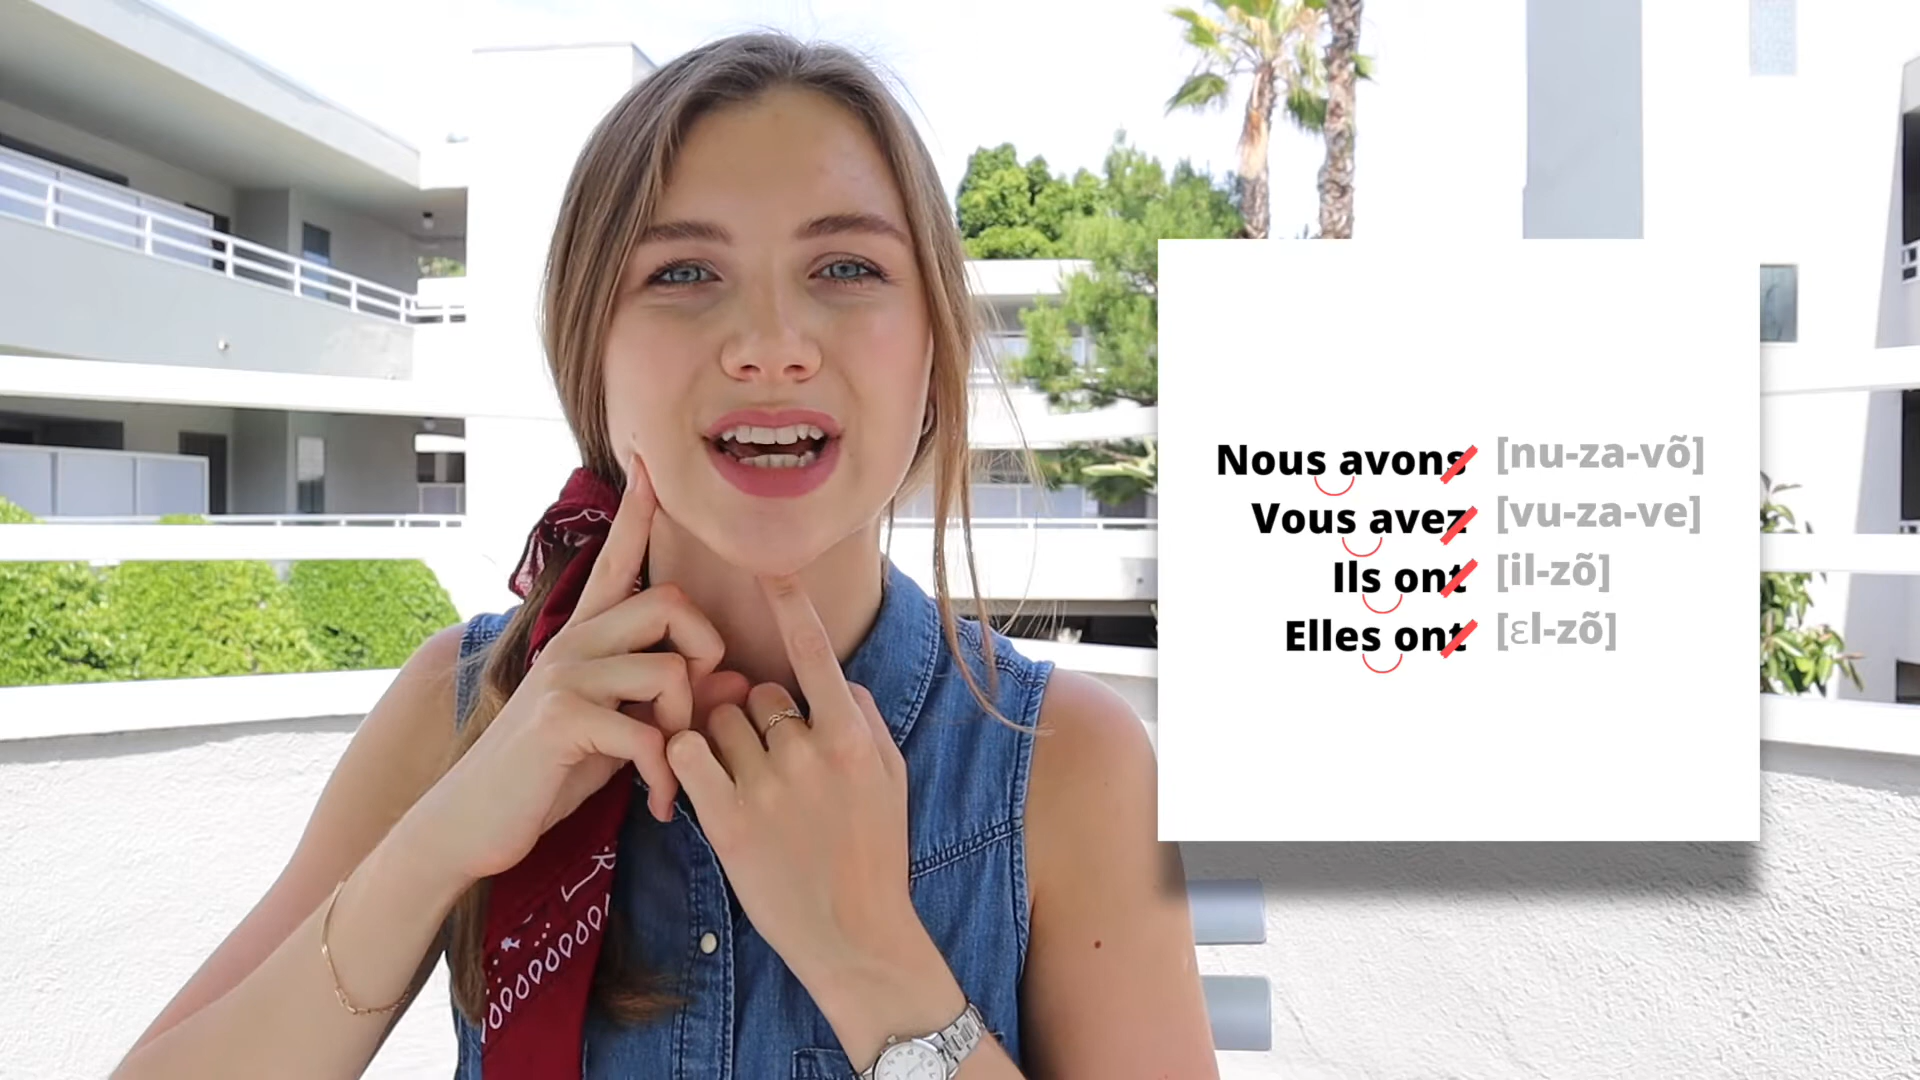 Nous avons [nu-za-võ]
Vous avez [vu-za-ve]
Ils ont [il-zõ]
Elles ont [ɛl-zõ]